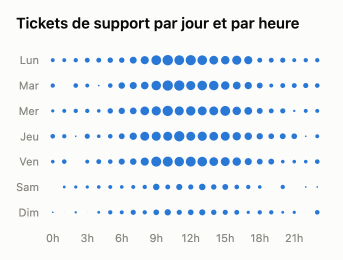 Tickets de support par jour et par heure
Lun
Mar
Mer
Jeu
Ven
Sam
Dim
0h 3h 6h 9h 12h 15h 18h 21h